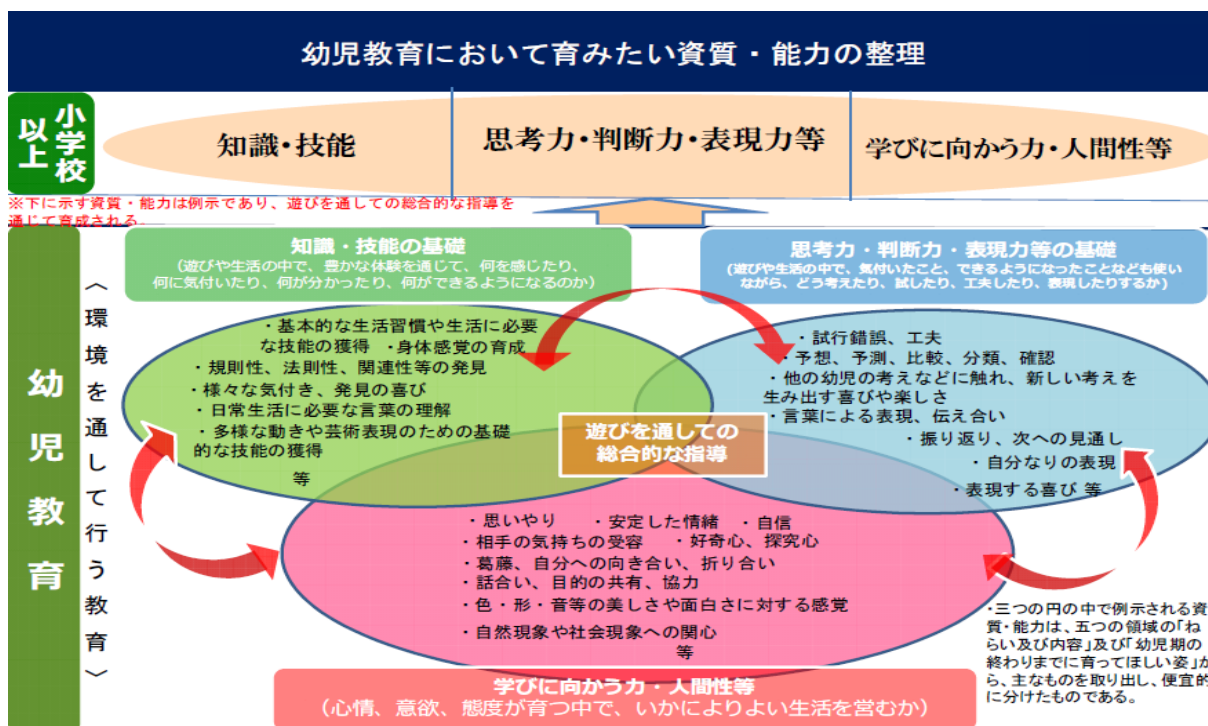 幼児教育において育みたい資質・能力の整理
小学校
以上
知識・技能
思考力・判断力・表現力等
学びに向かう力・人間性等
※下に示す資質・能力は例示であり、遊びを通しての総合的な指導を
通じて育成される。
幼児教育
〈環境を通して行う教育〉
知識・技能の基礎
(遊びや生活の中で、豊かな体験を通じて、何を感じたり、
何に気付いたり、何が分かったり、何ができるようになるのか)
思考力・判断力・表現力等の基礎
(遊びや生活の中で、気付いたこと、できるようになったことなども使い
ながら、どう考えたり、試したり、工夫したり、表現したりするか)
・基本的な生活習慣や生活に必要
な技能の獲得 ・身体感覚の育成
・規則性、法則性、関連性等の発見
・様々な気付き、発見の喜び
・日常生活に必要な言葉の理解
・多様な動きや芸術表現のための基礎
的な技能の獲得
等
・試行錯誤、工夫
・予想、予測、比較、分類、確認
・他の幼児の考えなどに触れ、新しい考えを
生み出す喜びや楽しさ
・言葉による表現、伝え合い
・振り返り、次への見通し
・自分なりの表現
・表現する喜び 等
遊びを通しての
総合的な指導
・思いやり ・安定した情緒 ・自信
・相手の気持ちの受容 ・好奇心、探究心
・葛藤、自分への向き合い、折り合い
・話合い、目的の共有、協力
・色・形・音等の美しさや面白さに対する感覚
・自然現象や社会現象への関心
等
学びに向かう力・人間性等
(心情、意欲、態度が育つ中で、いかによりよい生活を営むか)
・三つの円の中で例示される資
質・能力は、五つの領域の「ね
らい及び内容」及び「幼児期の
終わりまでに育ってほしい姿」か
ら、主なものを取り出し、便宜的
に分けたものである。